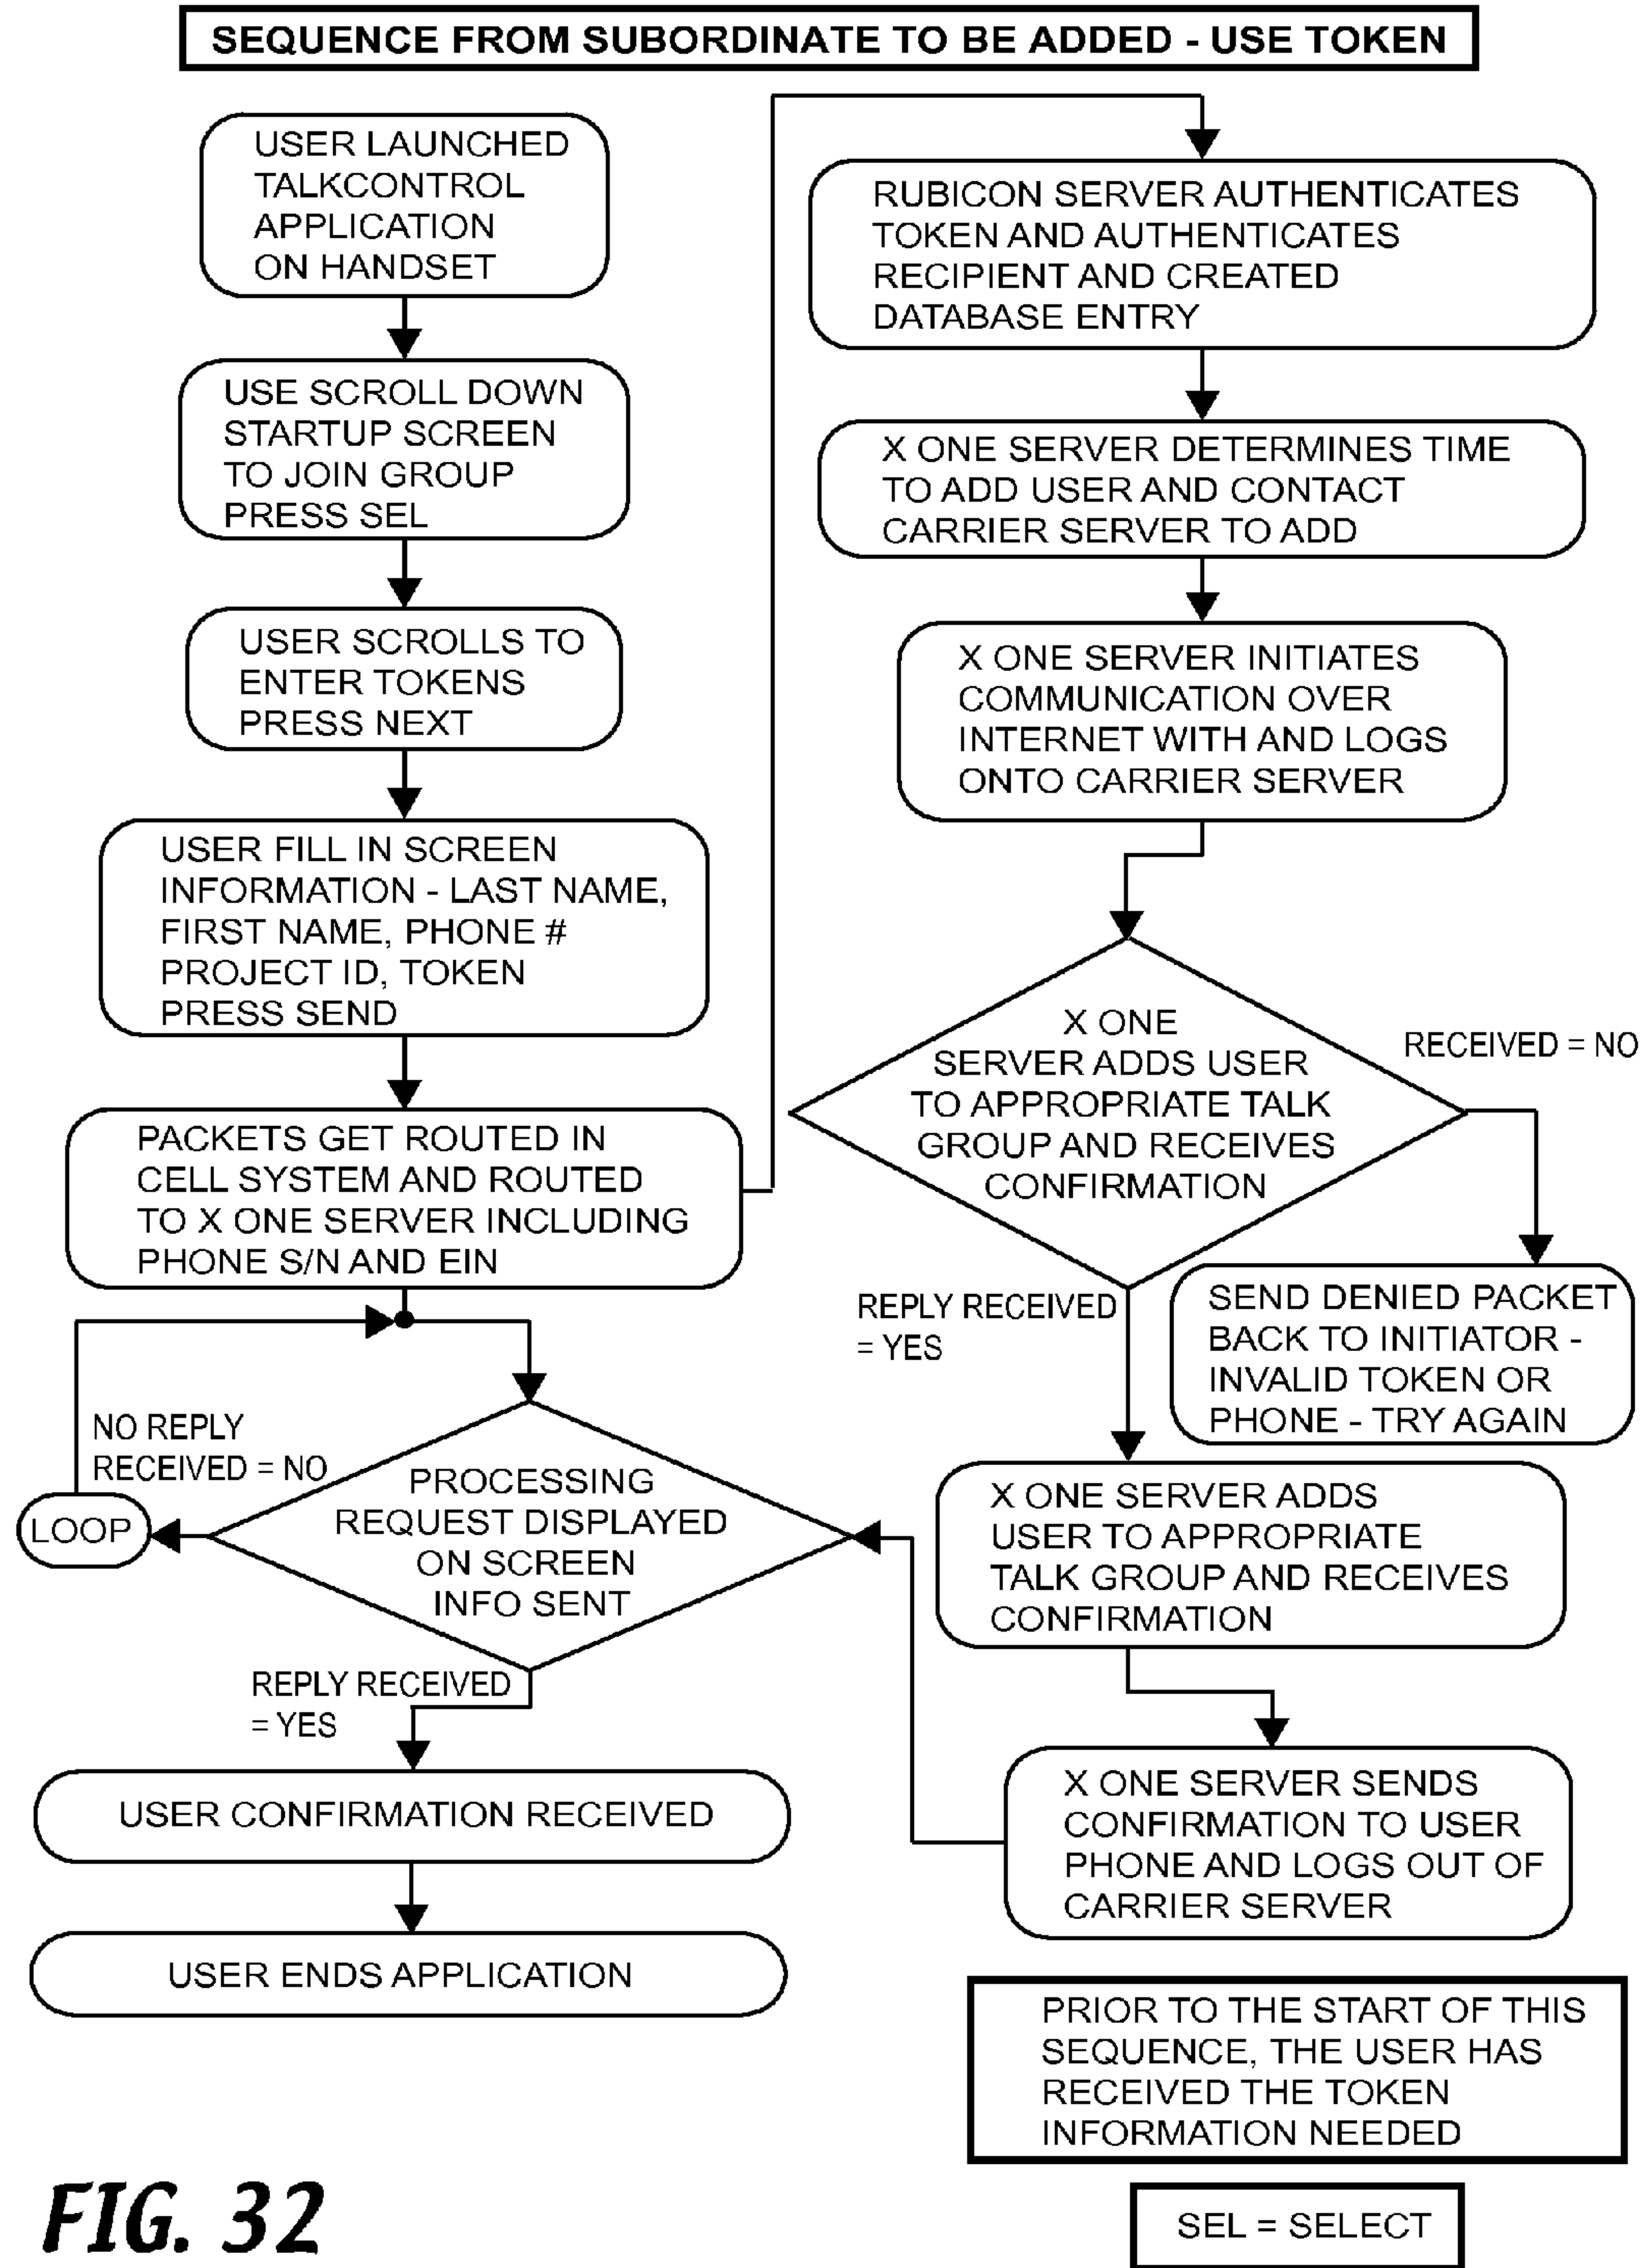 SEQUENCE FROM SUBORDINATE TO BE ADDED - USE TOKEN
USER LAUNCHED
TALKCONTROL
APPLICATION
ON HANDSET
USE SCROLL DOWN
STARTUP SCREEN
TO JOIN GROUP
PRESS SEL
USER SCROLLS TO
ENTER TOKENS
PRESS NEXT
USER FILL IN SCREEN
INFORMATION - LAST NAME,
FIRST NAME, PHONE #
PROJECT ID, TOKEN
PRESS SEND
PACKETS GET ROUTED IN
CELL SYSTEM AND ROUTED
TO X ONE SERVER INCLUDING
PHONE S/N AND EIN
NO REPLY
RECEIVED = NO
LOOP
PROCESSING
REQUEST DISPLAYED
ON SCREEN
INFO SENT
REPLY RECEIVED
= YES
USER CONFIRMATION RECEIVED
USER ENDS APPLICATION
RUBICON SERVER AUTHENTICATES
TOKEN AND AUTHENTICATES
RECIPIENT AND CREATED
DATABASE ENTRY
X ONE SERVER DETERMINES TIME
TO ADD USER AND CONTACT
CARRIER SERVER TO ADD
X ONE SERVER INITIATES
COMMUNICATION OVER
INTERNET WITH AND LOGS
ONTO CARRIER SERVER
X ONE
SERVER ADDS USER
TO APPROPRIATE TALK
GROUP AND RECEIVES
CONFIRMATION
RECEIVED = NO
SEND DENIED PACKET
BACK TO INITIATOR -
INVALID TOKEN OR
PHONE - TRY AGAIN
REPLY RECEIVED
= YES
X ONE SERVER ADDS
USER TO APPROPRIATE
TALK GROUP AND RECEIVES
CONFIRMATION
X ONE SERVER SENDS
CONFIRMATION TO USER
PHONE AND LOGS OUT OF
CARRIER SERVER
PRIOR TO THE START OF THIS
SEQUENCE, THE USER HAS
RECEIVED THE TOKEN
INFORMATION NEEDED
SEL = SELECT
FIG. 32